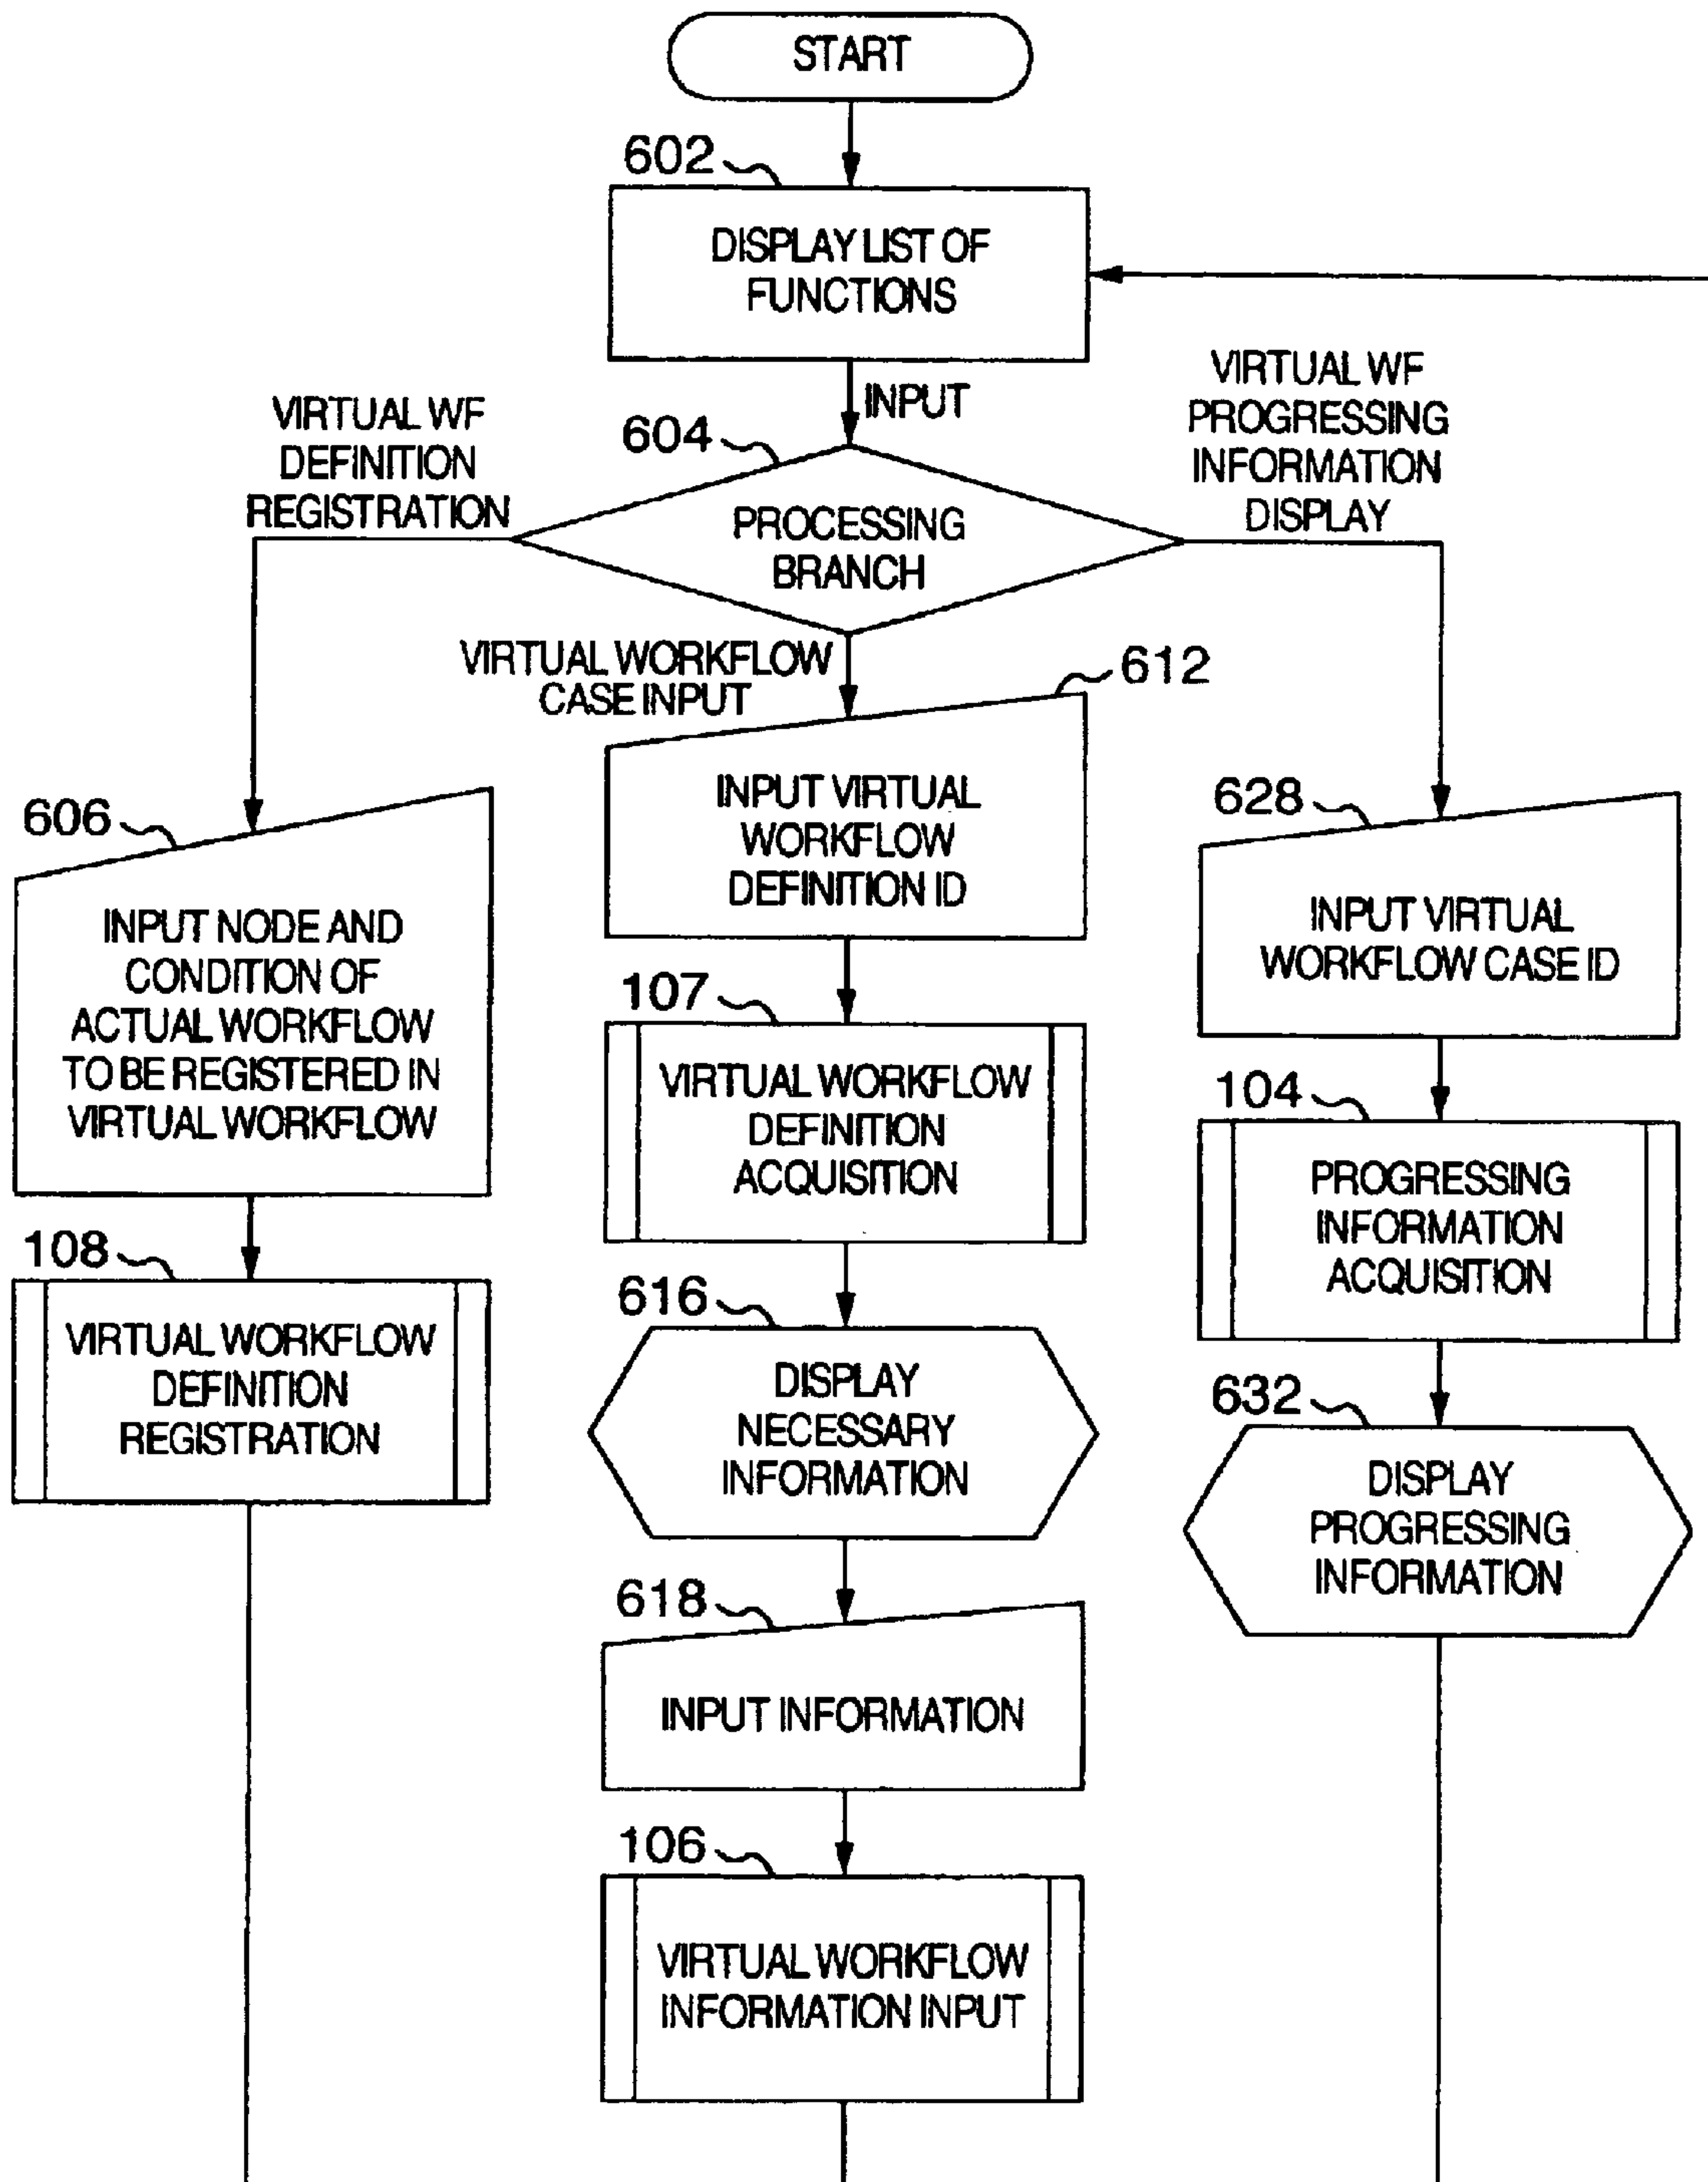 START
602
DISPLAY LIST OF
FUNCTIONS
INPUT
604
PROCESSING
BRANCH
VIRTUAL WF
DEFINITION
REGISTRATION
VIRTUAL WORKFLOW
CASE INPUT
VIRTUAL WF
PROGRESSING
INFORMATION
DISPLAY
606
INPUT NODE AND
CONDITION OF
ACTUAL WORKFLOW
TO BE REGISTERED IN
VIRTUAL WORKFLOW
108
VIRTUAL WORKFLOW
DEFINITION
REGISTRATION
612
INPUT VIRTUAL
WORKFLOW
DEFINITION ID
107
VIRTUAL WORKFLOW
DEFINITION
ACQUISITION
616
DISPLAY
NECESSARY
INFORMATION
618
INPUT INFORMATION
106
VIRTUAL WORKFLOW
INFORMATION INPUT
628
INPUT VIRTUAL
WORKFLOW CASE ID
104
PROGRESSING
INFORMATION
ACQUISITION
632
DISPLAY
PROGRESSING
INFORMATION